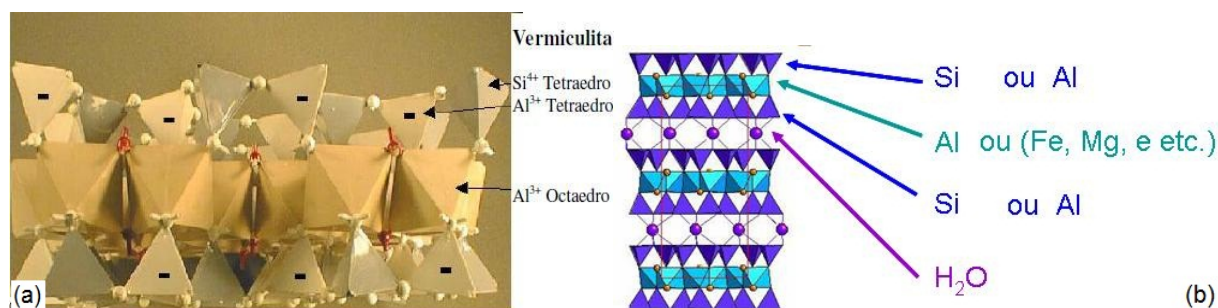 Vermiculita
Si4+ Tetraedro
Al3+ Tetraedro
Al3+ Octaedro
(a)
Si ou Al
Al ou (Fe, Mg, e etc.)
Si ou Al
H2O
(b)